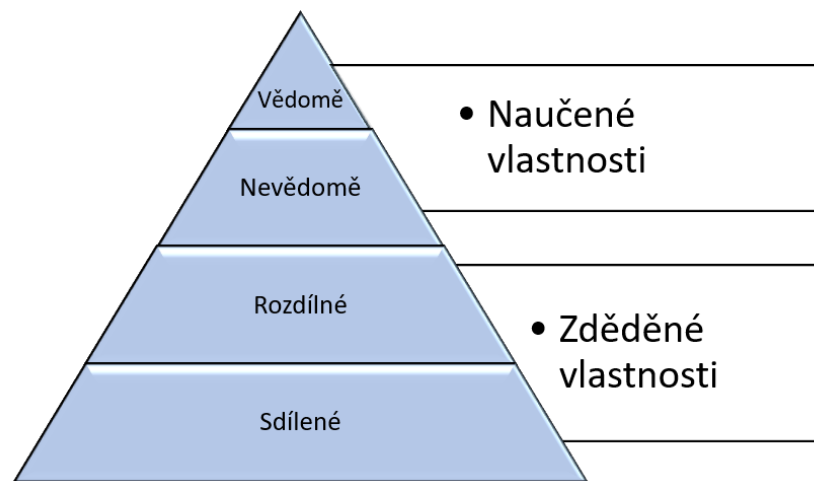 Vědomě
• Naučené
vlastnosti
Nevědomě
Rozdílné
• Zděděné
vlastnosti
Sdílené